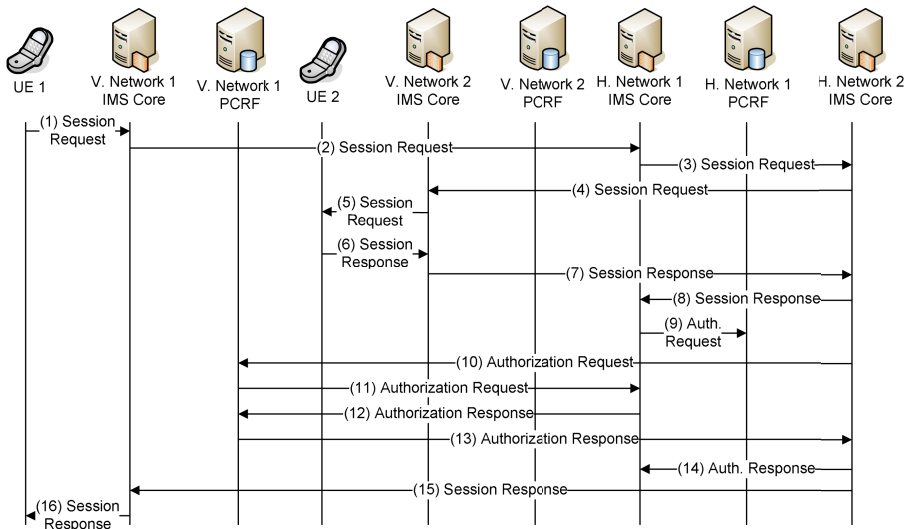 UE 1
V. Network 1
IMS Core
V. Network 1
PCRF
UE 2
V. Network 2
IMS Core
V. Network 2
PCRF
H. Network 1
IMS Core
H. Network 1
PCRF
H. Network 2
IMS Core
(1) Session
Request
(2) Session Request
(3) Session Request
(4) Session Request
(5) Session
Request
(6) Session
Response
(7) Session Response
(8) Session Response
(9) Auth.
Request
(10) Authorization Request
(11) Authorization Request
(12) Authorization Response
(13) Authorization Response
(14) Auth. Response
(15) Session Response
(16) Session
Response